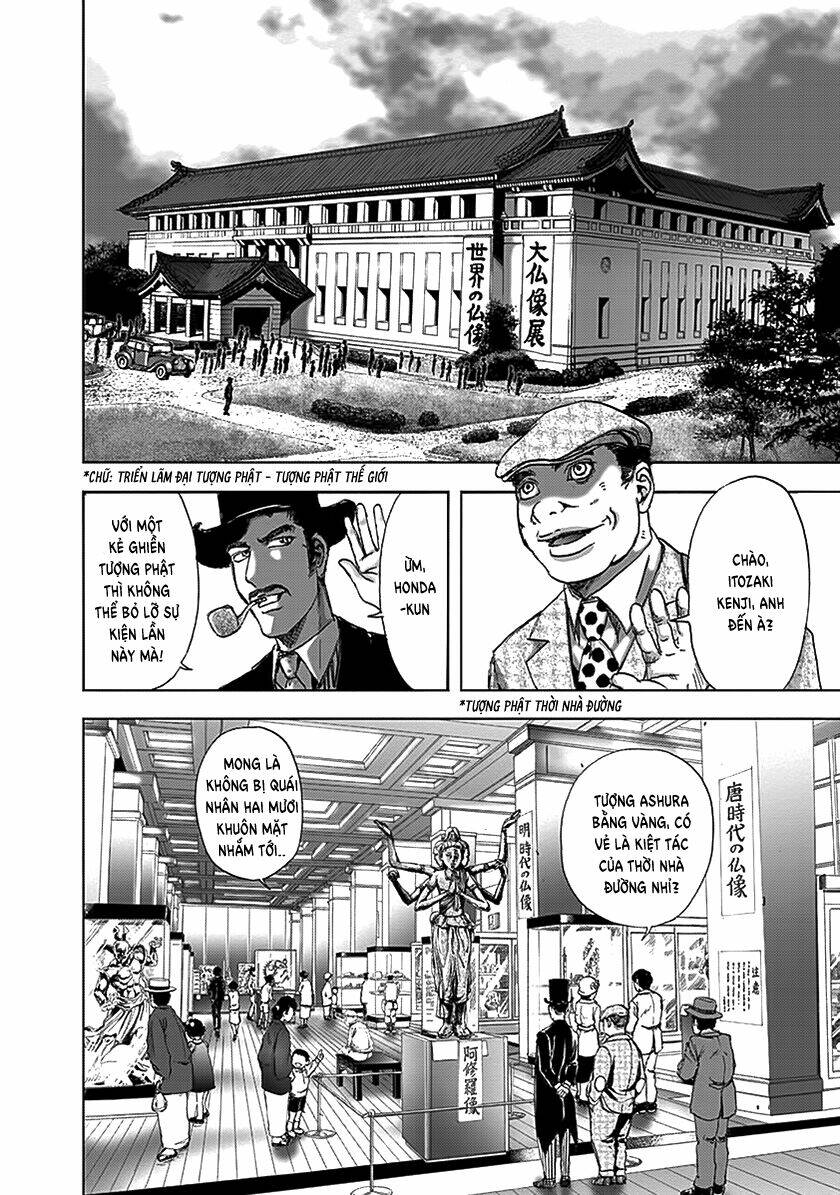 大仏像展
世界の仏像
*CHỮ: TRIỂN LÃM ĐẠI TƯỢNG PHẬT - TƯỢNG PHẬT THẾ GIỚI
CHÀO,
ITOZAKI
KENJI, ANH
ĐẾN À?
ỪM,
HONDA
-KUN
VỚI MỘT
KẺ GHIỀN
TƯỢNG PHẬT
THÌ KHÔNG
THỂ BỎ LỠ SỰ
KIỆN LẦN
NÀY MÀ!
*TƯỢNG PHẬT THỜI NHÀ ĐƯỜNG
唐時代の仏像
TƯỢNG ASHURA
BẰNG VÀNG, CÓ
VẺ LÀ KIỆT TÁC
CỦA THỜI NHÀ
ĐƯỜNG NHỈ?
明時代の仏像
MONG LÀ
KHÔNG BỊ QUÁI
NHÂN HAI MƯƠI
KHUÔN MẶT
NHẮM TỚI..
注意
阿修羅像